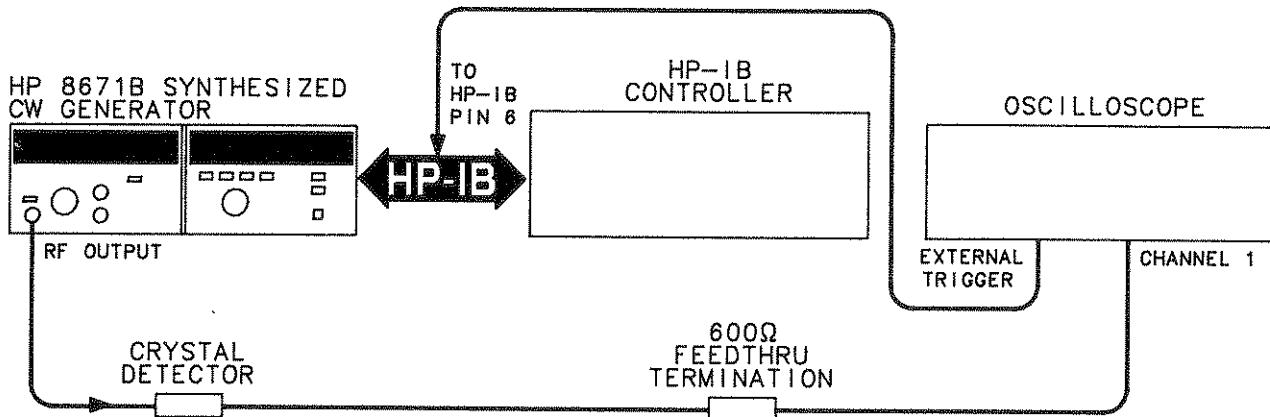 HP 8671B SYNTHESIZED
CW GENERATOR
TO
HP-IB
PIN 6
HP-IB
CONTROLLER
OSCILLOSCOPE
HP-IB
RF OUTPUT
EXTERNAL
TRIGGER
CHANNEL 1
CRYSTAL
DETECTOR
600Ω
FEEDTHRU
TERMINATION